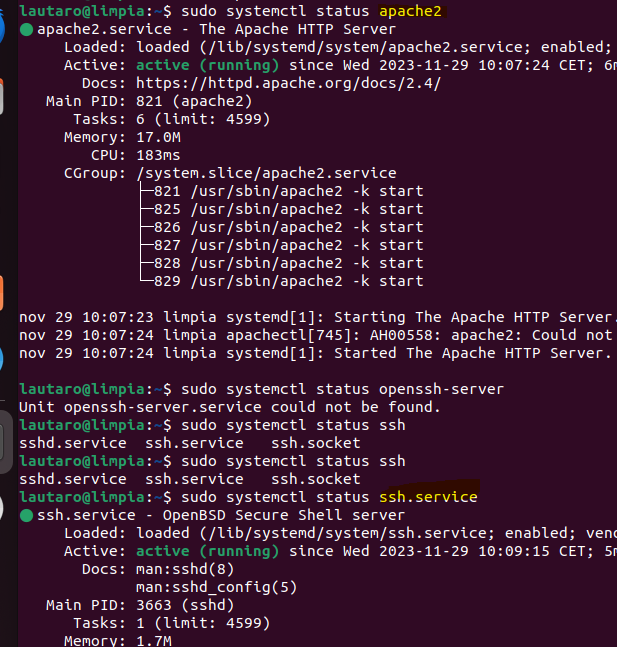 lautaro@limpia:~$ sudo systemctl status apache2
● apache2.service - The Apache HTTP Server
     Loaded: loaded (/lib/systemd/system/apache2.service; enabled;
     Active: active (running) since Wed 2023-11-29 10:07:24 CET; 6m
       Docs: https://httpd.apache.org/docs/2.4/
   Main PID: 821 (apache2)
      Tasks: 6 (limit: 4599)
     Memory: 17.0M
        CPU: 183ms
     CGroup: /system.slice/apache2.service
             ├─821 /usr/sbin/apache2 -k start
             ├─825 /usr/sbin/apache2 -k start
             ├─826 /usr/sbin/apache2 -k start
             ├─827 /usr/sbin/apache2 -k start
             ├─828 /usr/sbin/apache2 -k start
             └─829 /usr/sbin/apache2 -k start
nov 29 10:07:23 limpia systemd[1]: Starting The Apache HTTP Server.
nov 29 10:07:24 limpia apachectl[745]: AH00558: apache2: Could not
nov 29 10:07:24 limpia systemd[1]: Started The Apache HTTP Server.
lautaro@limpia:~$ sudo systemctl status openssh-server
Unit openssh-server.service could not be found.
lautaro@limpia:~$ sudo systemctl status ssh
sshd.service  ssh.service   ssh.socket
lautaro@limpia:~$ sudo systemctl status ssh
sshd.service  ssh.service   ssh.socket
lautaro@limpia:~$ sudo systemctl status ssh.service
● ssh.service - OpenBSD Secure Shell server
     Loaded: loaded (/lib/systemd/system/ssh.service; enabled; vend
     Active: active (running) since Wed 2023-11-29 10:09:15 CET; 5m
       Docs: man:sshd(8)
             man:sshd_config(5)
   Main PID: 3663 (sshd)
      Tasks: 1 (limit: 4599)
     Memory: 1.7M